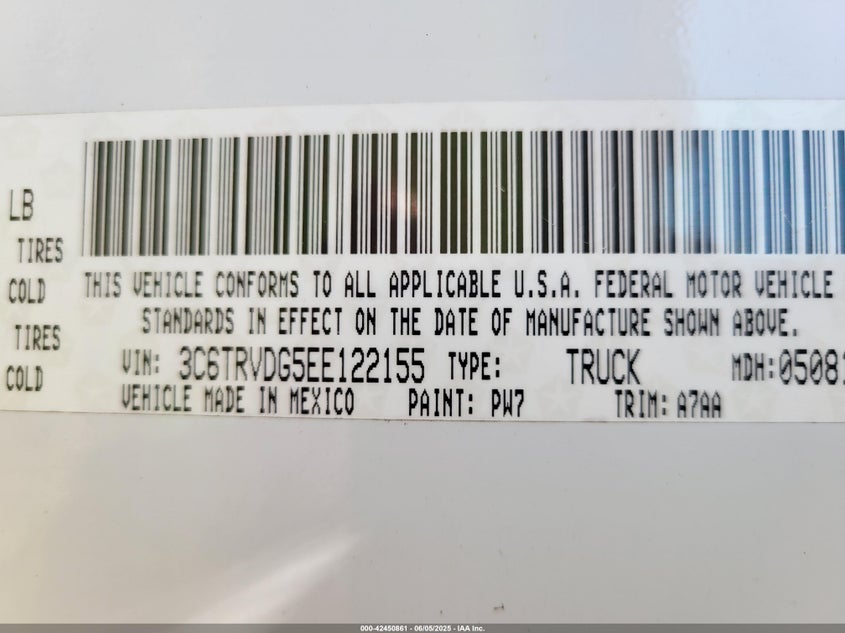 LB
TIRES
COLD
TIRES
COLD
THIS VEHICLE CONFORMS TO ALL APPLICABLE U.S.A. FEDERAL MOTOR VEHICLE
STANDARDS IN EFFECT ON THE DATE OF MANUFACTURE SHOWN ABOVE.
VIN: 3C6TRVDG5EE122155 TYPE: TRUCK MDH:05081
VEHICLE MADE IN MEXICO PAINT: PW7 TRIM: A7AA
000-42450861 - 06/05/2025 - IAA Inc.